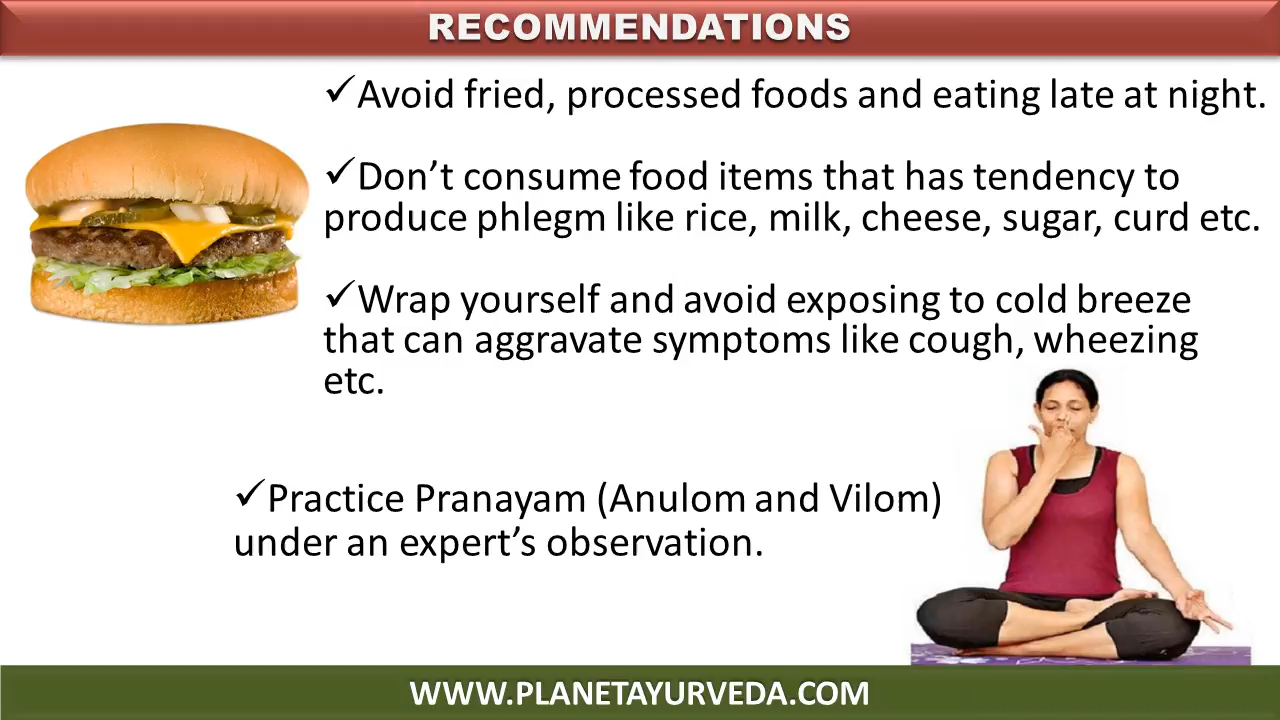 RECOMMENDATIONS
✓Avoid fried, processed foods and eating late at night.
✓Don’t consume food items that has tendency to
produce phlegm like rice, milk, cheese, sugar, curd etc.
✓Wrap yourself and avoid exposing to cold breeze
that can aggravate symptoms like cough, wheezing
etc.
✓Practice Pranayam (Anulom and Vilom)
under an expert’s observation.
WWW.PLANETAYURVEDA.COM